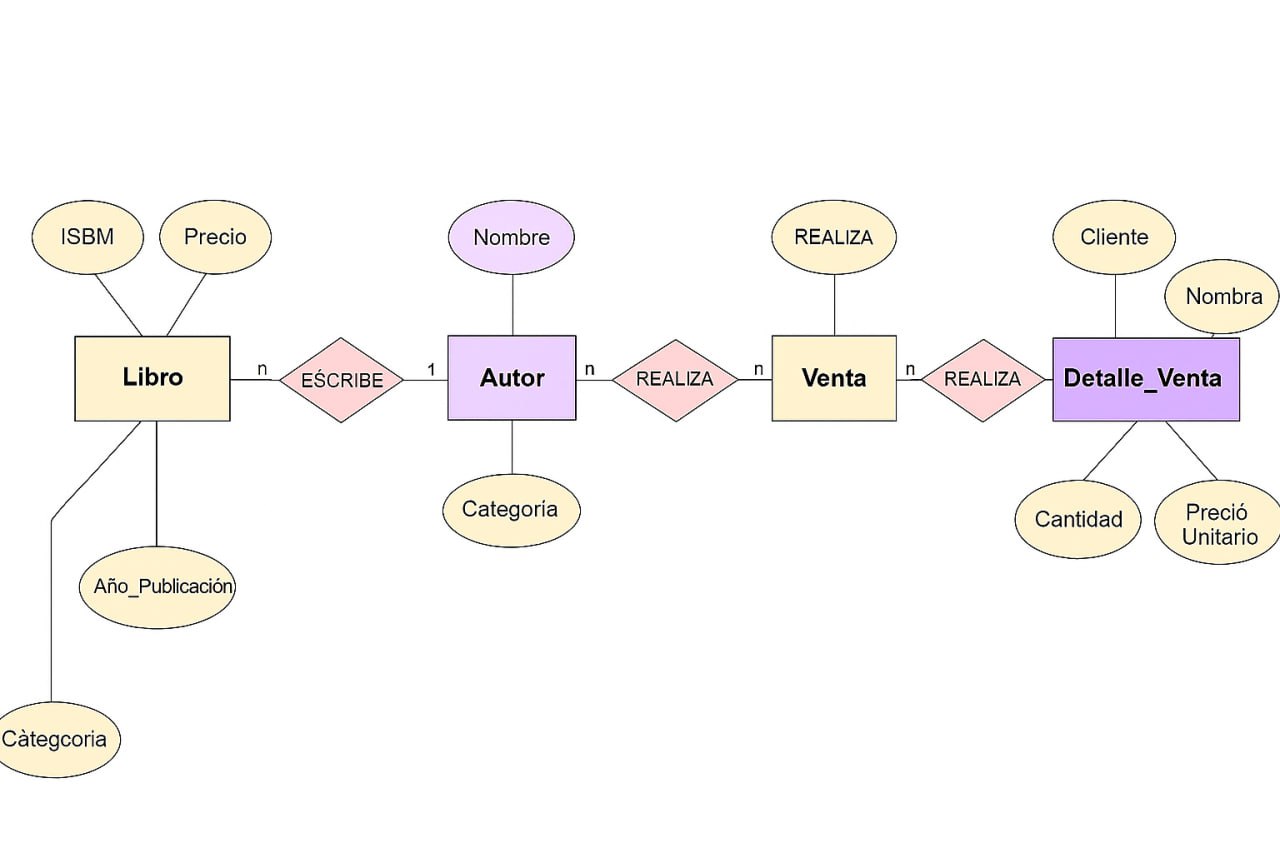 ISBM
Precio
Nombre
REALIZA
Cliente
Nombra
Libro
n
EŚCRIBE
1
Autor
n
REALIZA
n
Venta
n
REALIZA
Detalle_Venta
Categoría
Cantidad
Preció
Unitario
Año_Publicación
Càtegcoria